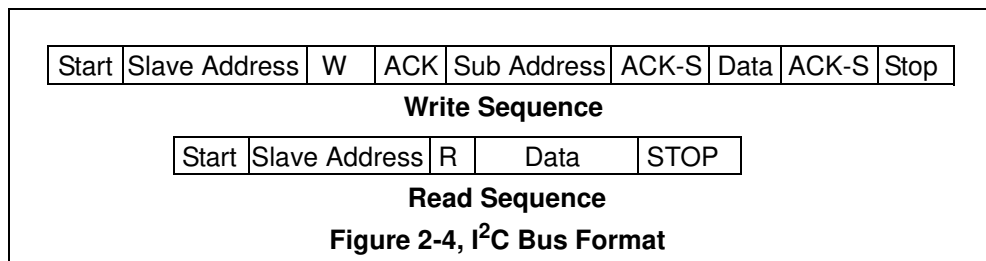 Start Slave Address W ACK Sub Address ACK-S Data ACK-S Stop
Write Sequence
Start Slave Address R Data STOP
Read Sequence
Figure 2-4, I²C Bus Format